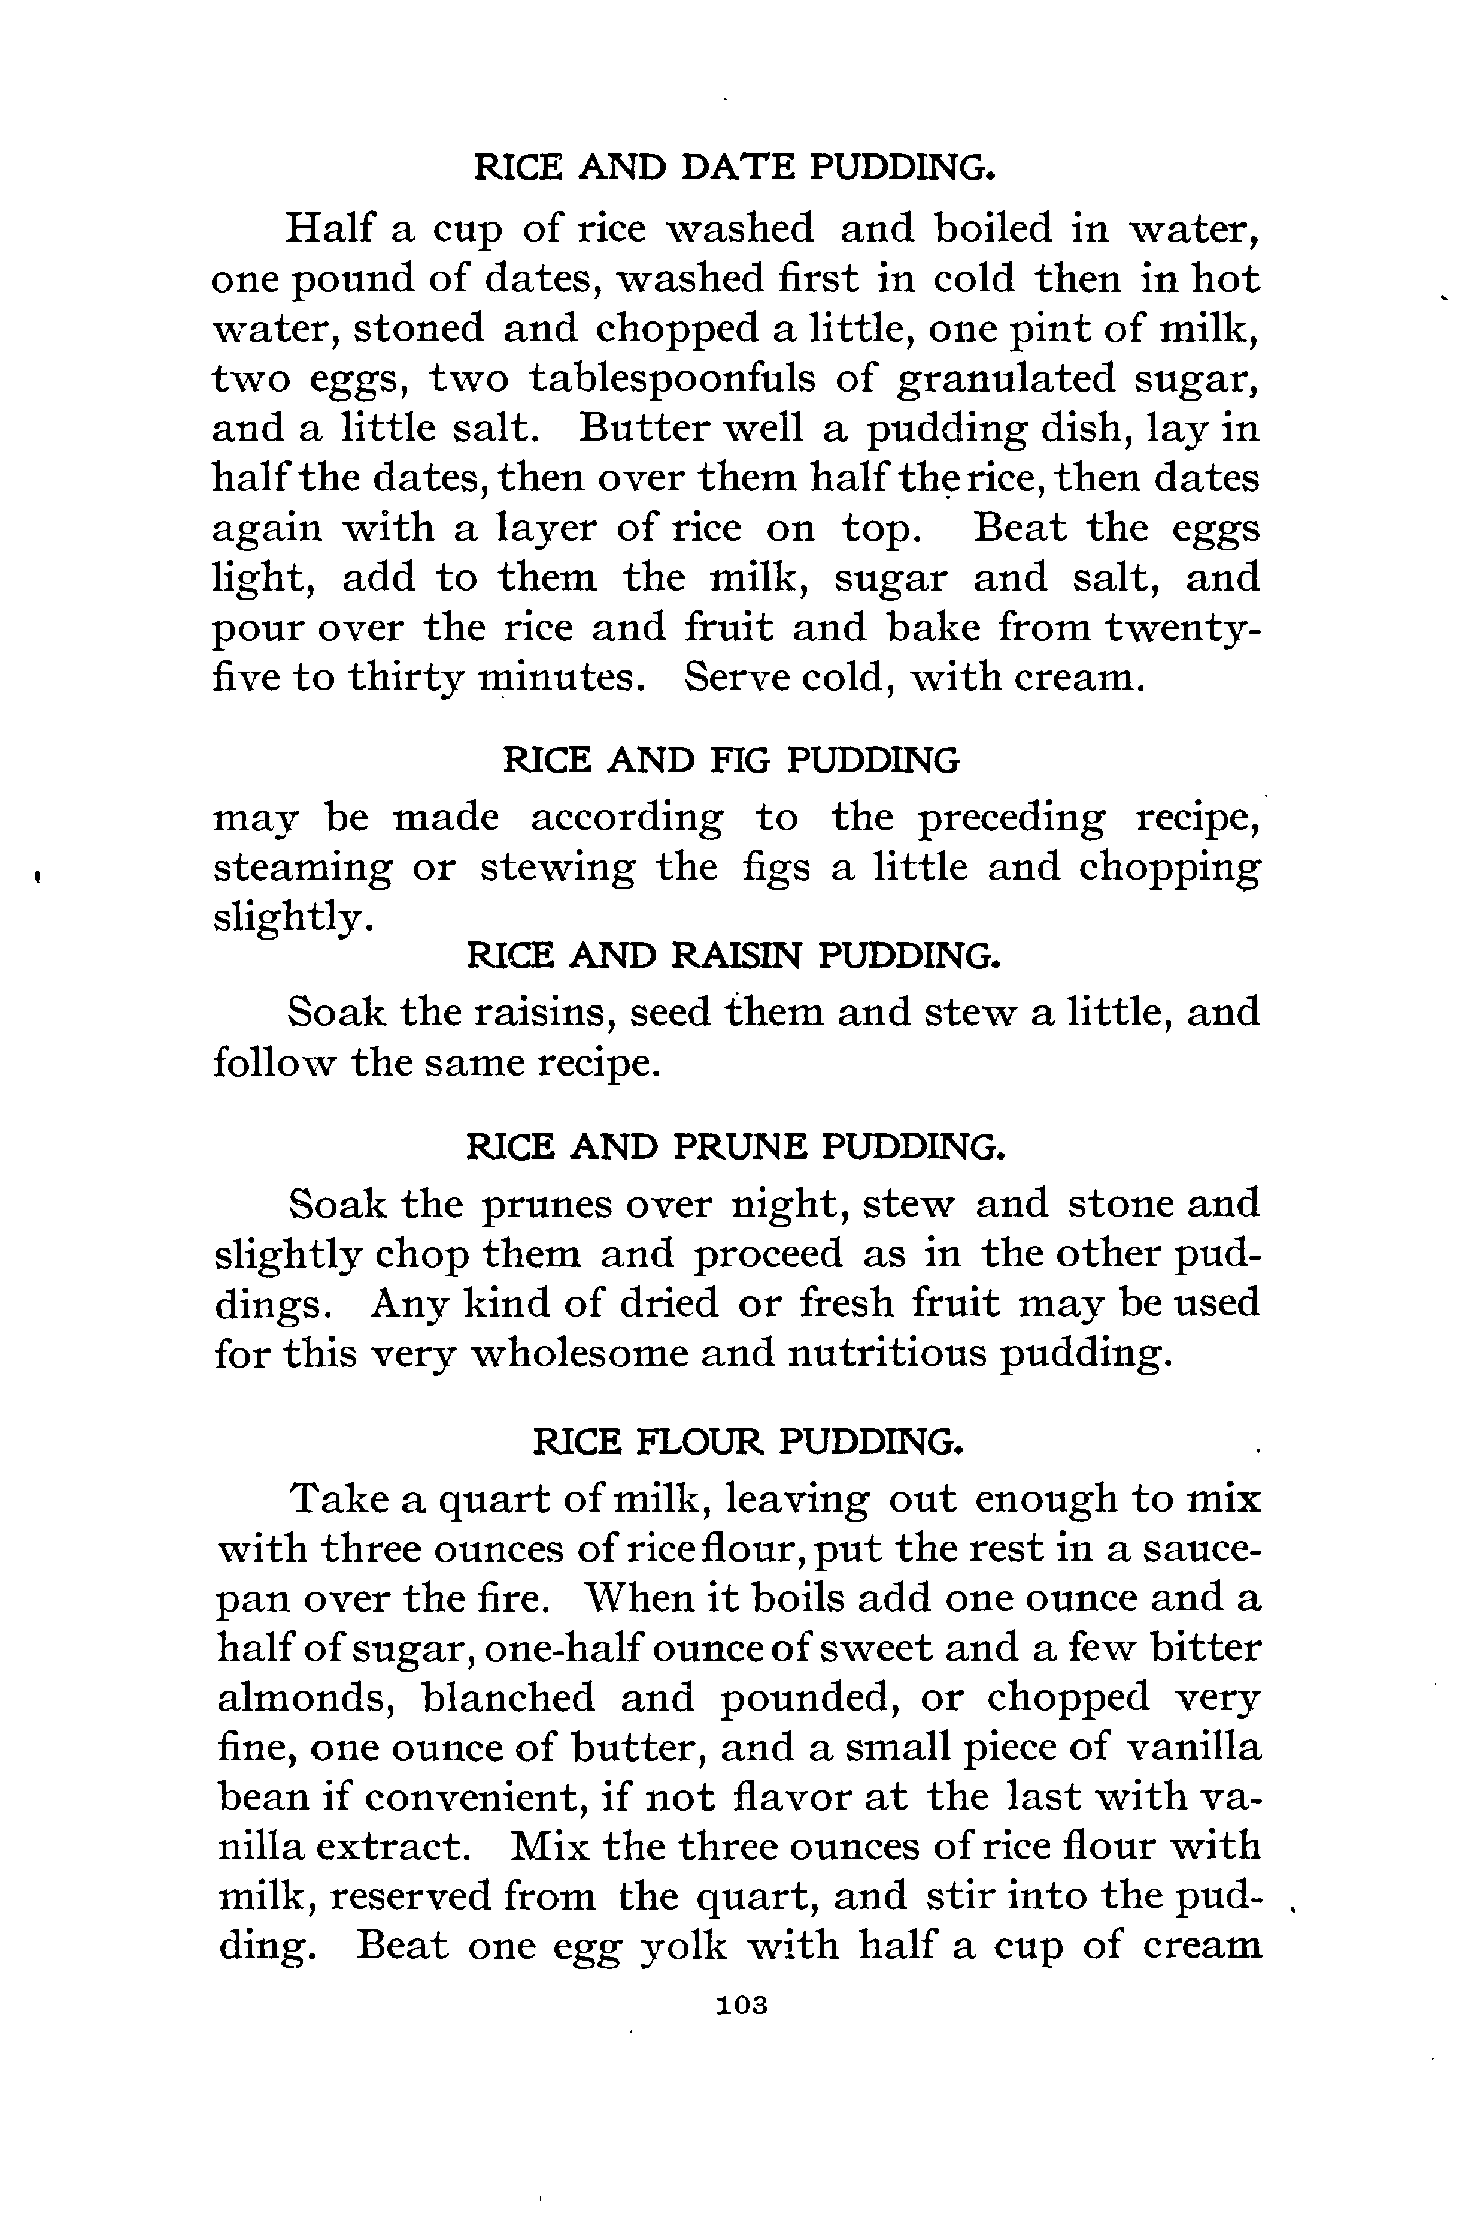 RICE AND DATE PUDDING.
Half a cup of rice washed and boiled in water,
one pound of dates, washed first in cold then in hot
water, stoned and chopped a little, one pint of milk,
two eggs, two tablespoonfuls of granulated sugar,
and a little salt. Butter well a pudding dish, lay in
half the dates, then over them half the rice, then dates
again with a layer of rice on top. Beat the eggs
light, add to them the milk, sugar and salt, and
pour over the rice and fruit and bake from twenty-
five to thirty minutes. Serve cold, with cream.
RICE AND FIG PUDDING
may be made according to the preceding recipe,
steaming or stewing the figs a little and chopping
slightly.
RICE AND RAISIN PUDDING.
Soak the raisins, seed them and stew a little, and
follow the same recipe.
RICE AND PRUNE PUDDING.
Soak the prunes over night, stew and stone and
slightly chop them and proceed as in the other pud-
dings. Any kind of dried or fresh fruit may be used
for this very wholesome and nutritious pudding.
RICE FLOUR PUDDING.
Take a quart of milk, leaving out enough to mix
with three ounces of rice flour, put the rest in a sauce-
pan over the fire. When it boils add one ounce and a
half of sugar, one-half ounce of sweet and a few bitter
almonds, blanched and pounded, or chopped very
fine, one ounce of butter, and a small piece of vanilla
bean if convenient, if not flavor at the last with va-
nilla extract. Mix the three ounces of rice flour with
milk, reserved from the quart, and stir into the pud-
ding. Beat one egg yolk with half a cup of cream
103